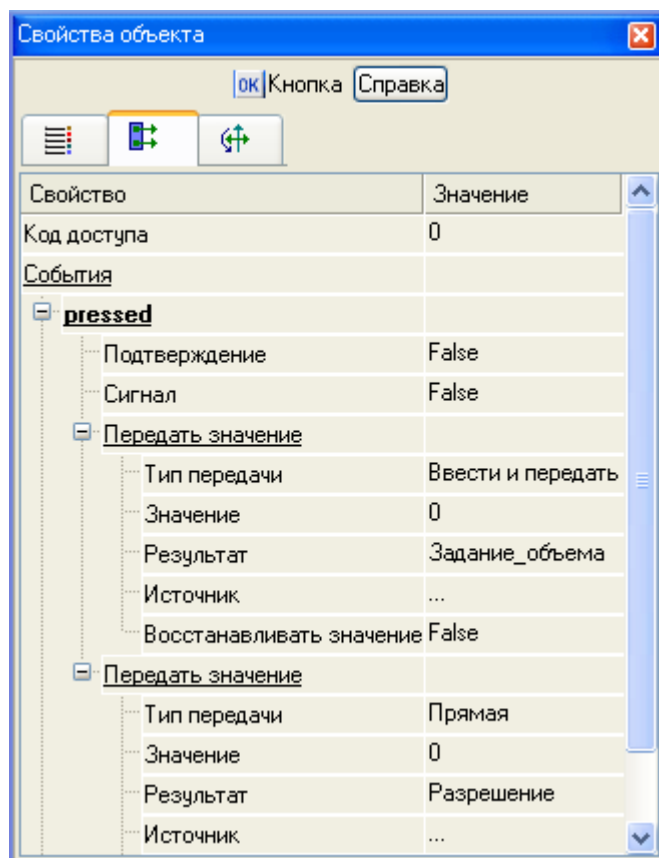 Свойства объекта
ок Кнопка Справка
Свойство Значение
Код доступа 0
События
pressed
Подтверждение False
Сигнал False
Передать значение
Тип передачи Ввести и передать
Значение 0
Результат Задание_объема
Источник ...
Восстанавливать значение False
Передать значение
Тип передачи Прямая
Значение 0
Результат Разрешение
Источник ...